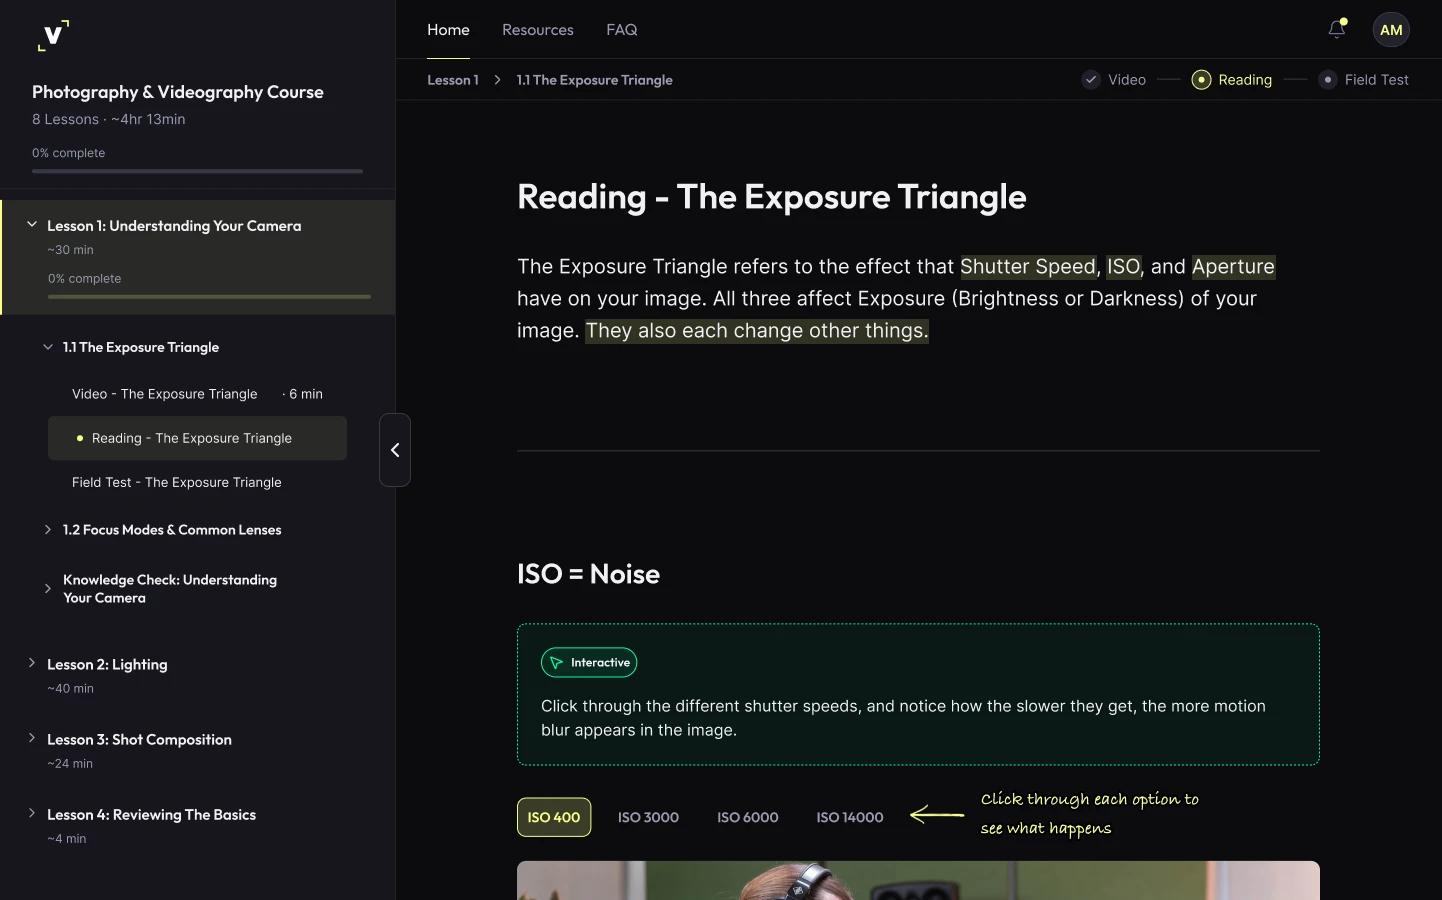 V
Photography & Videography Course
8 Lessons · ~4hr 13min
0% complete
Lesson 1: Understanding Your Camera
~30 min
0% complete
1.1 The Exposure Triangle
Video - The Exposure Triangle · 6 min
Reading - The Exposure Triangle
Field Test - The Exposure Triangle
1.2 Focus Modes & Common Lenses
Knowledge Check: Understanding
Your Camera
Lesson 2: Lighting
~40 min
Lesson 3: Shot Composition
~24 min
Lesson 4: Reviewing The Basics
~4 min
Home Resources FAQ AM
Lesson 1 1.1 The Exposure Triangle Video Reading Field Test
Reading - The Exposure Triangle
The Exposure Triangle refers to the effect that Shutter Speed, ISO, and Aperture
have on your image. All three affect Exposure (Brightness or Darkness) of your
image. They also each change other things.
ISO = Noise
Interactive
Click through the different shutter speeds, and notice how the slower they get, the more motion
blur appears in the image.
ISO 400 ISO 3000 ISO 6000 ISO 14000
Click through each option to
see what happens